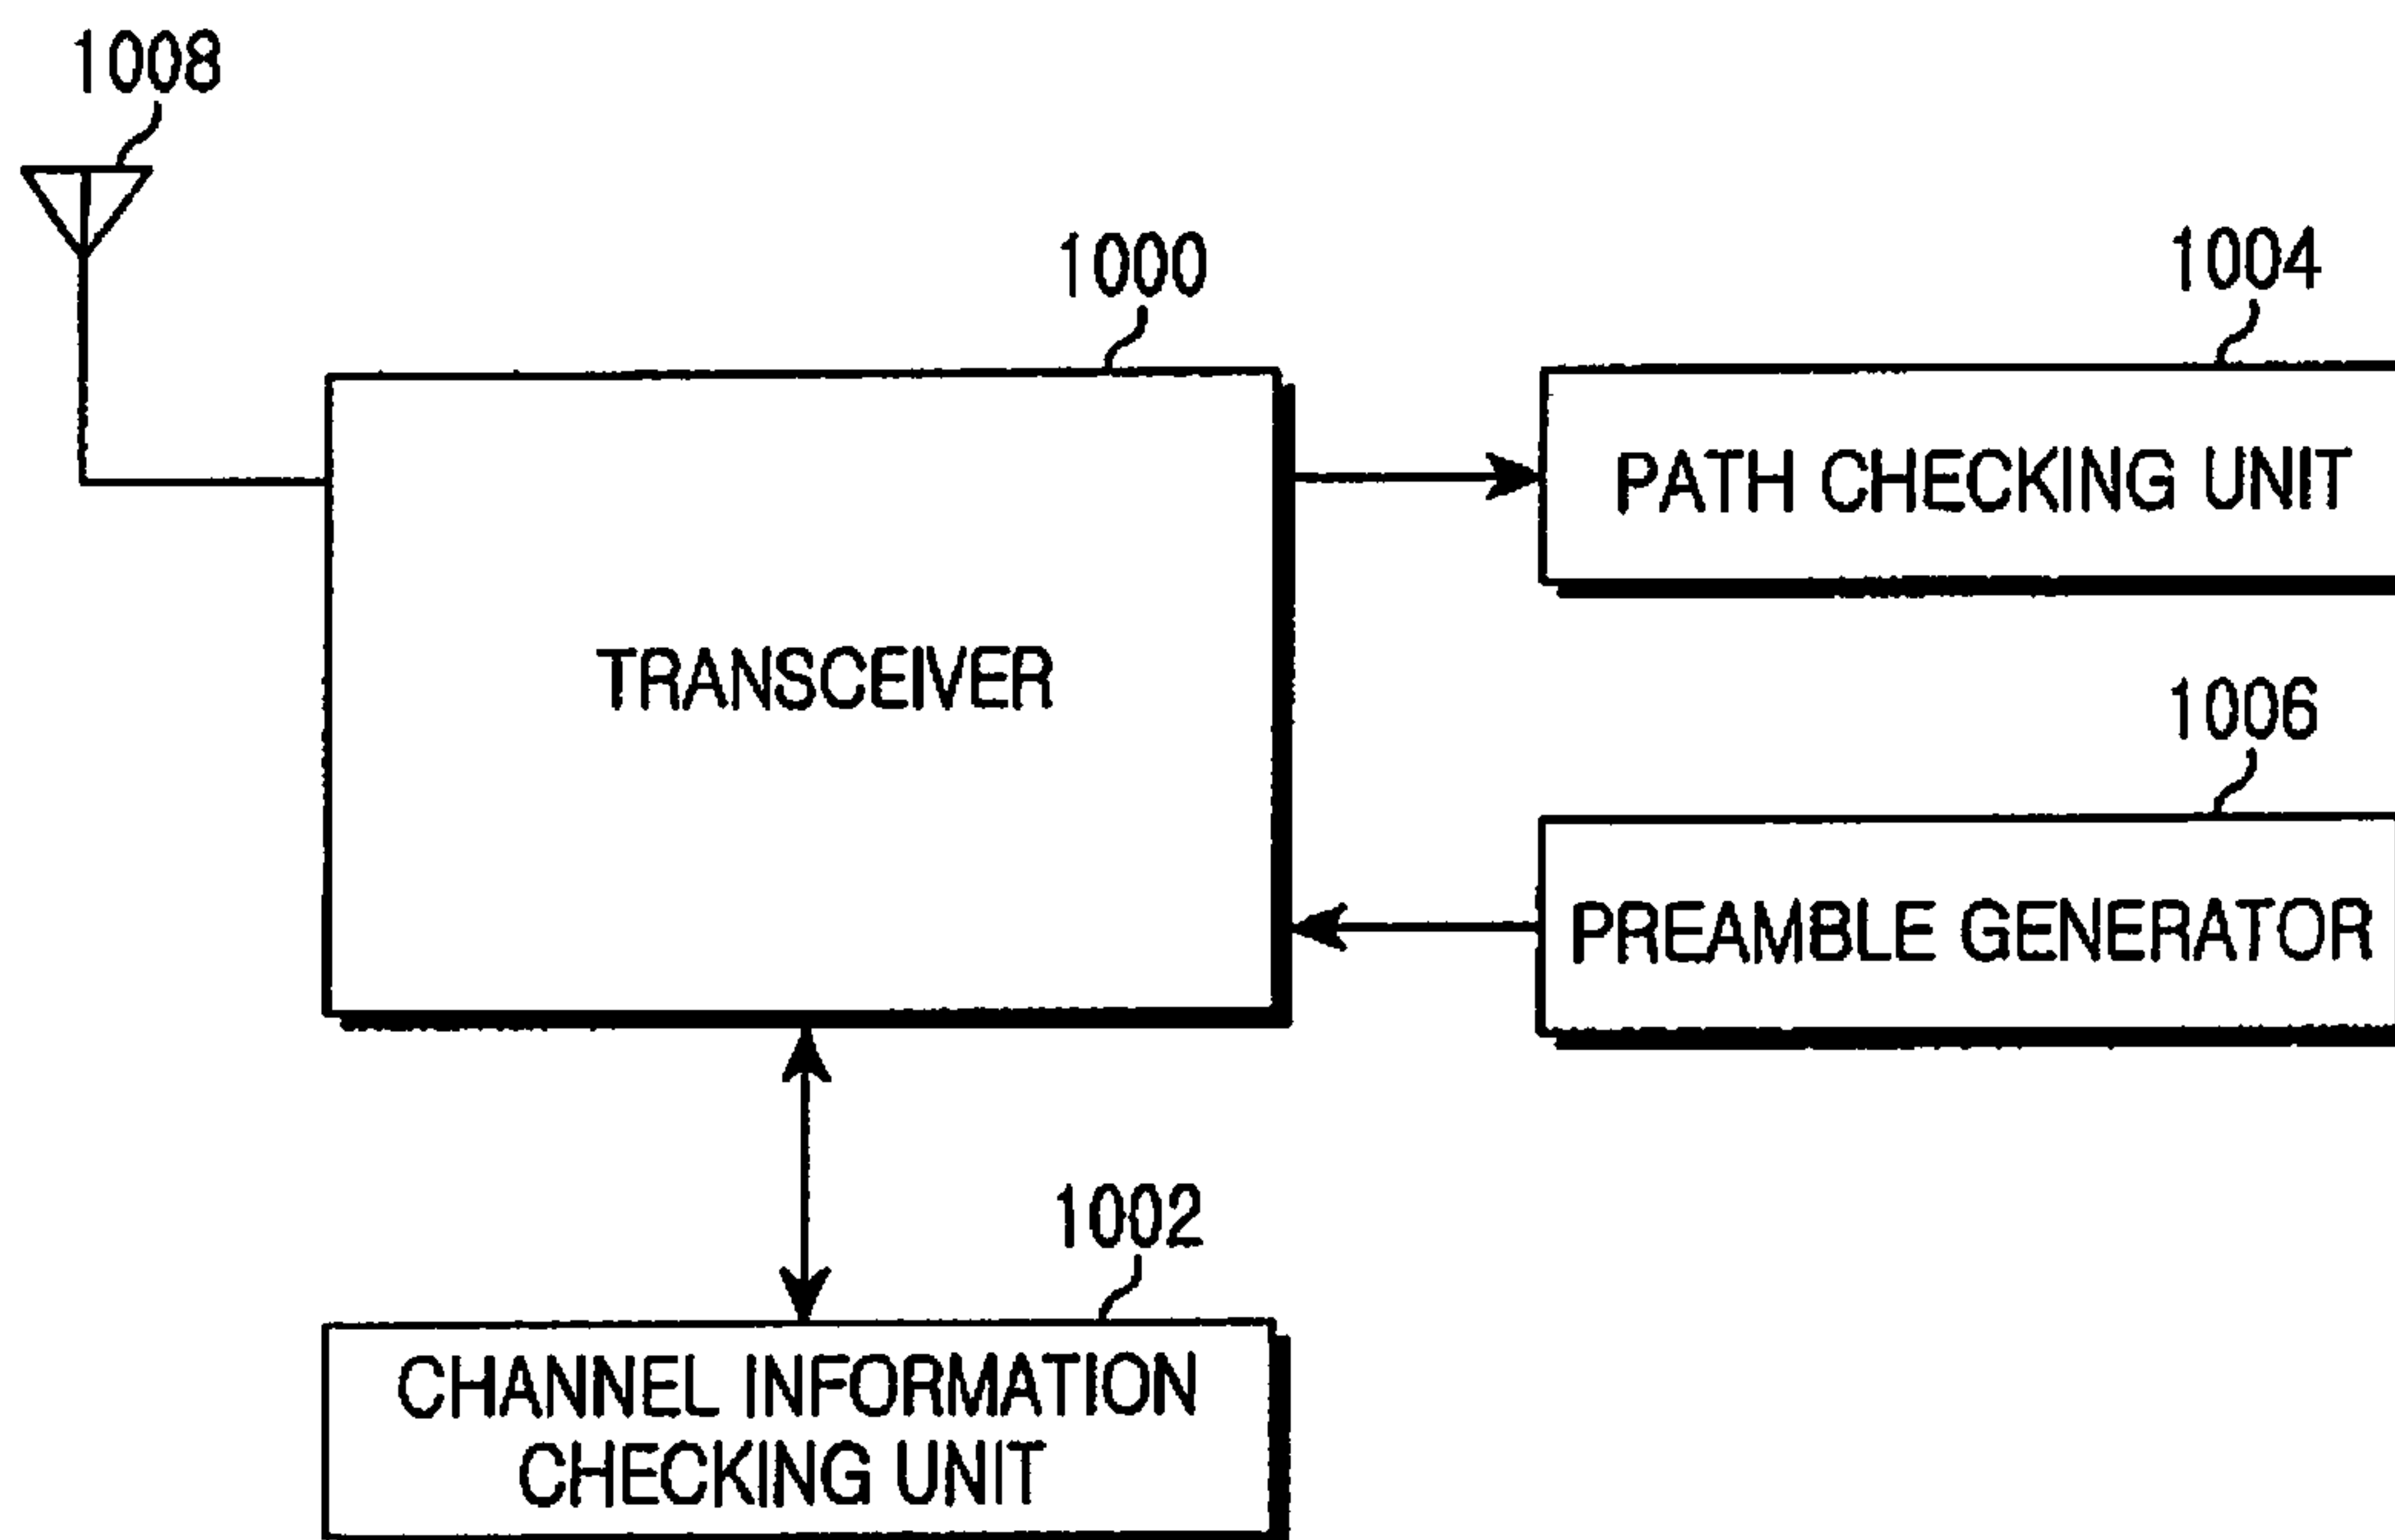 1008
1000
1004
PATH CHECKING UNIT
TRANSCEIVER
1006
PREAMBLE GENERATOR
1002
CHANNEL INFORMATION
CHECKING UNIT